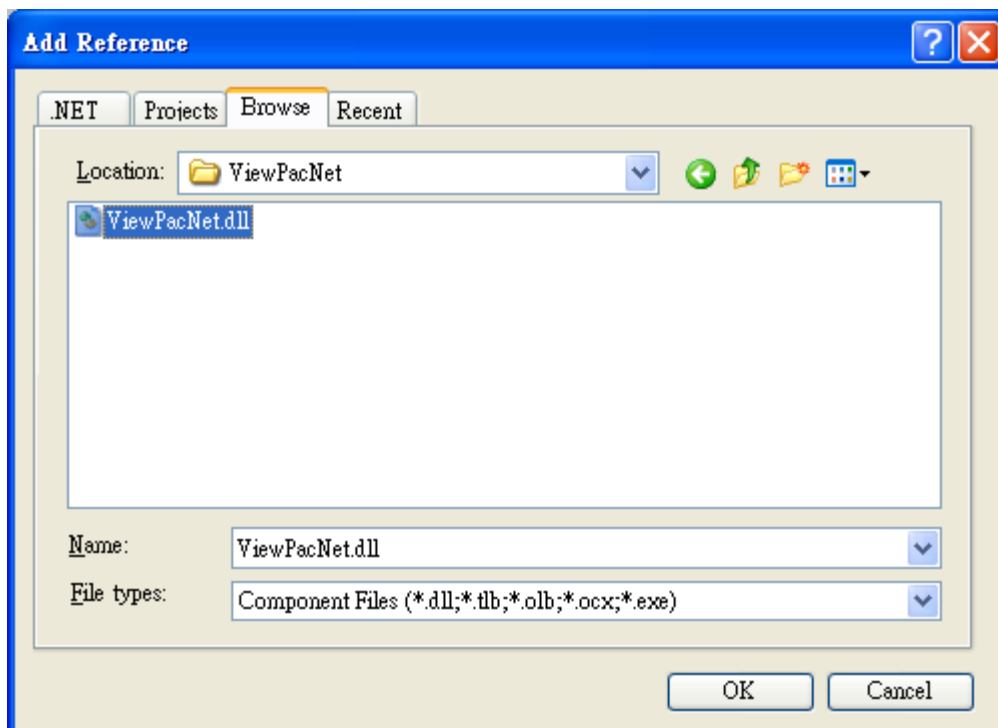 Add Reference
.NET Projects Browse Recent
Location: ViewPacNet
ViewPacNet.dll
Name: ViewPacNet.dll
File types: Component Files (*.dll;*.tlb;*.olb;*.ocx;*.exe)
OK Cancel